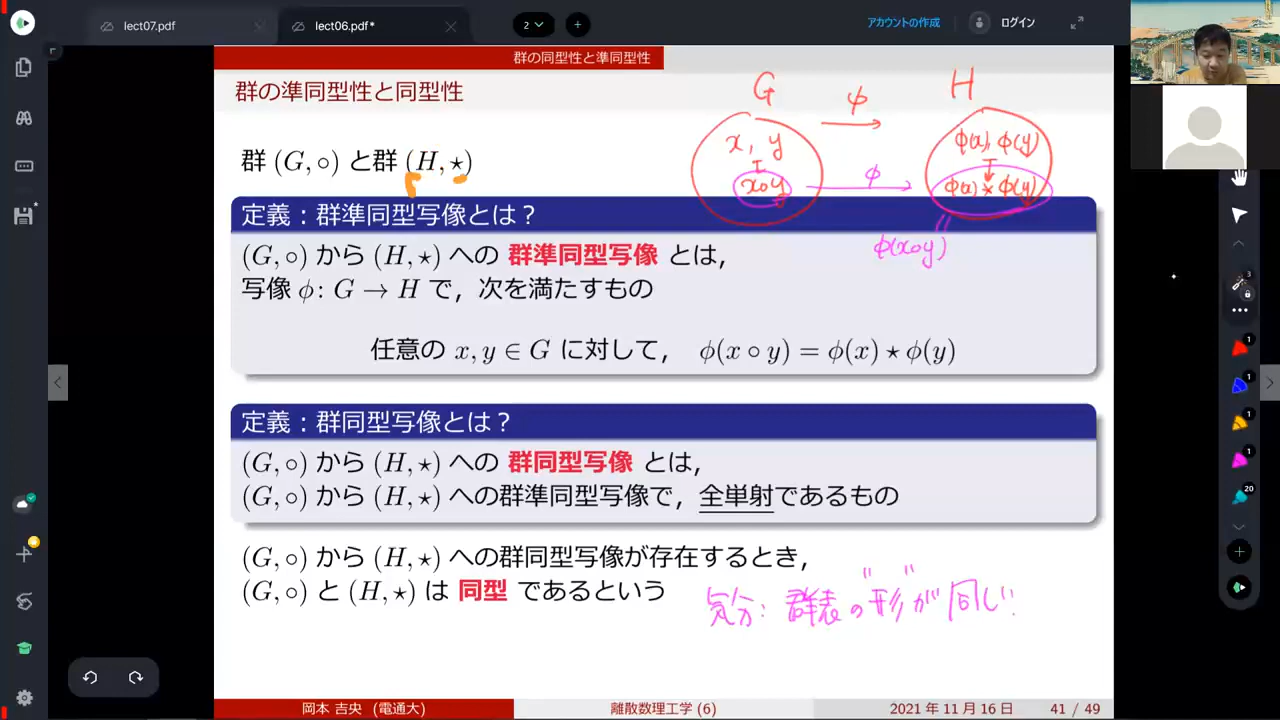 lect07.pdf
lect06.pdf*
2
アカウントの作成
ログイン
群の同型性と準同型性
群の準同型性と同型性
G
φ
H
x, y
φ(x), φ(y)
x∘y
φ
φ(x) ⋆ φ(y)
φ(x∘y)
群 (G, ∘) と群 (H, ⋆)
定義：群準同型写像とは？
(G, ∘) から (H, ⋆) への 群準同型写像 とは，
写像 ϕ: G → H で，次を満たすもの
任意の x, y ∈ G に対して， ϕ(x ∘ y) = ϕ(x) ⋆ ϕ(y)
定義：群同型写像とは？
(G, ∘) から (H, ⋆) への 群同型写像 とは，
(G, ∘) から (H, ⋆) への群準同型写像で，全単射であるもの
(G, ∘) から (H, ⋆) への群同型写像が存在するとき，
(G, ∘) と (H, ⋆) は 同型 であるという
気分：群表の"形"が同じ
岡本 吉央 (電通大)
離散数理工学 (6)
2021 年 11 月 16 日
41 / 49
3
1
1
1
1
20